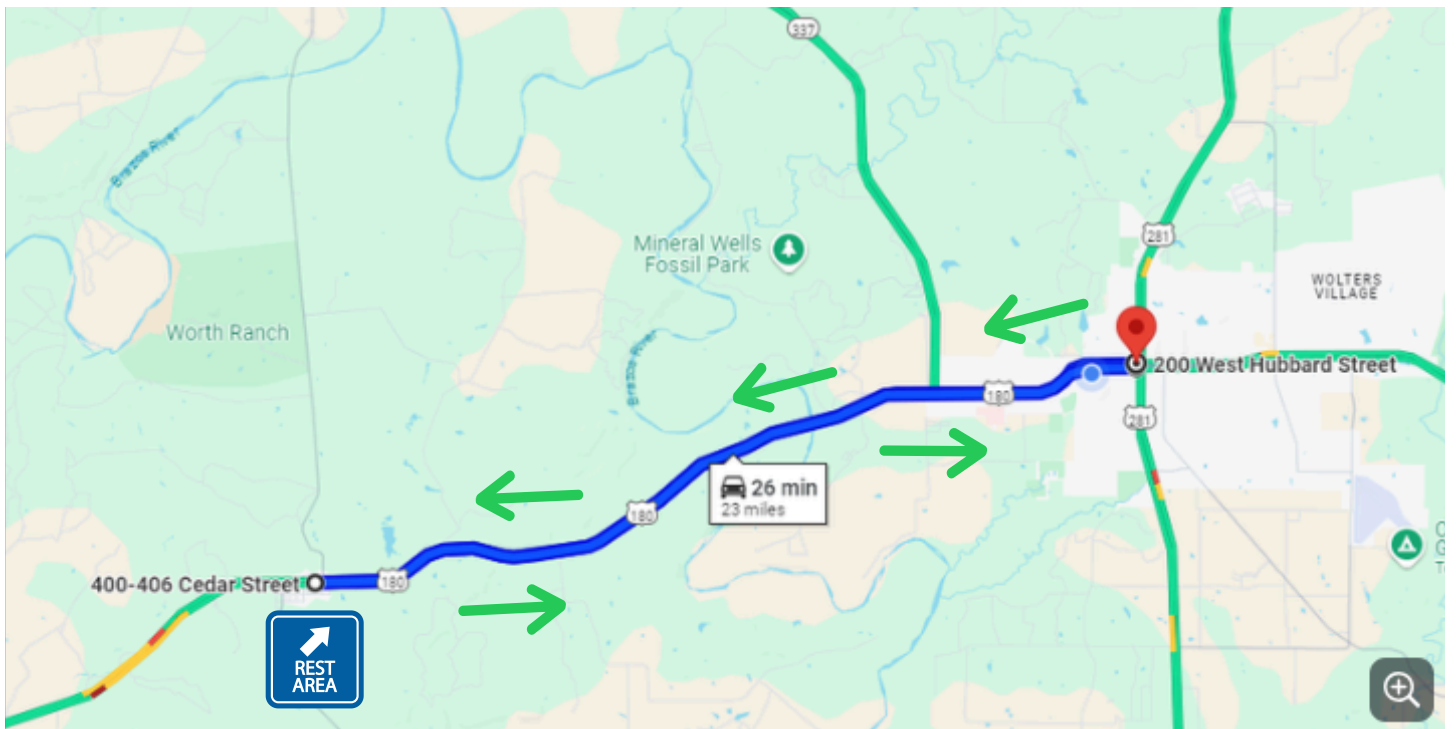 337
Brazos River
281
Mineral Wells
Fossil Park
WOLTERS
VILLAGE
Worth Ranch
Brazos River
200 West Hubbard Street
180
281
26 min
23 miles
180
400-406 Cedar Street
180
REST
AREA